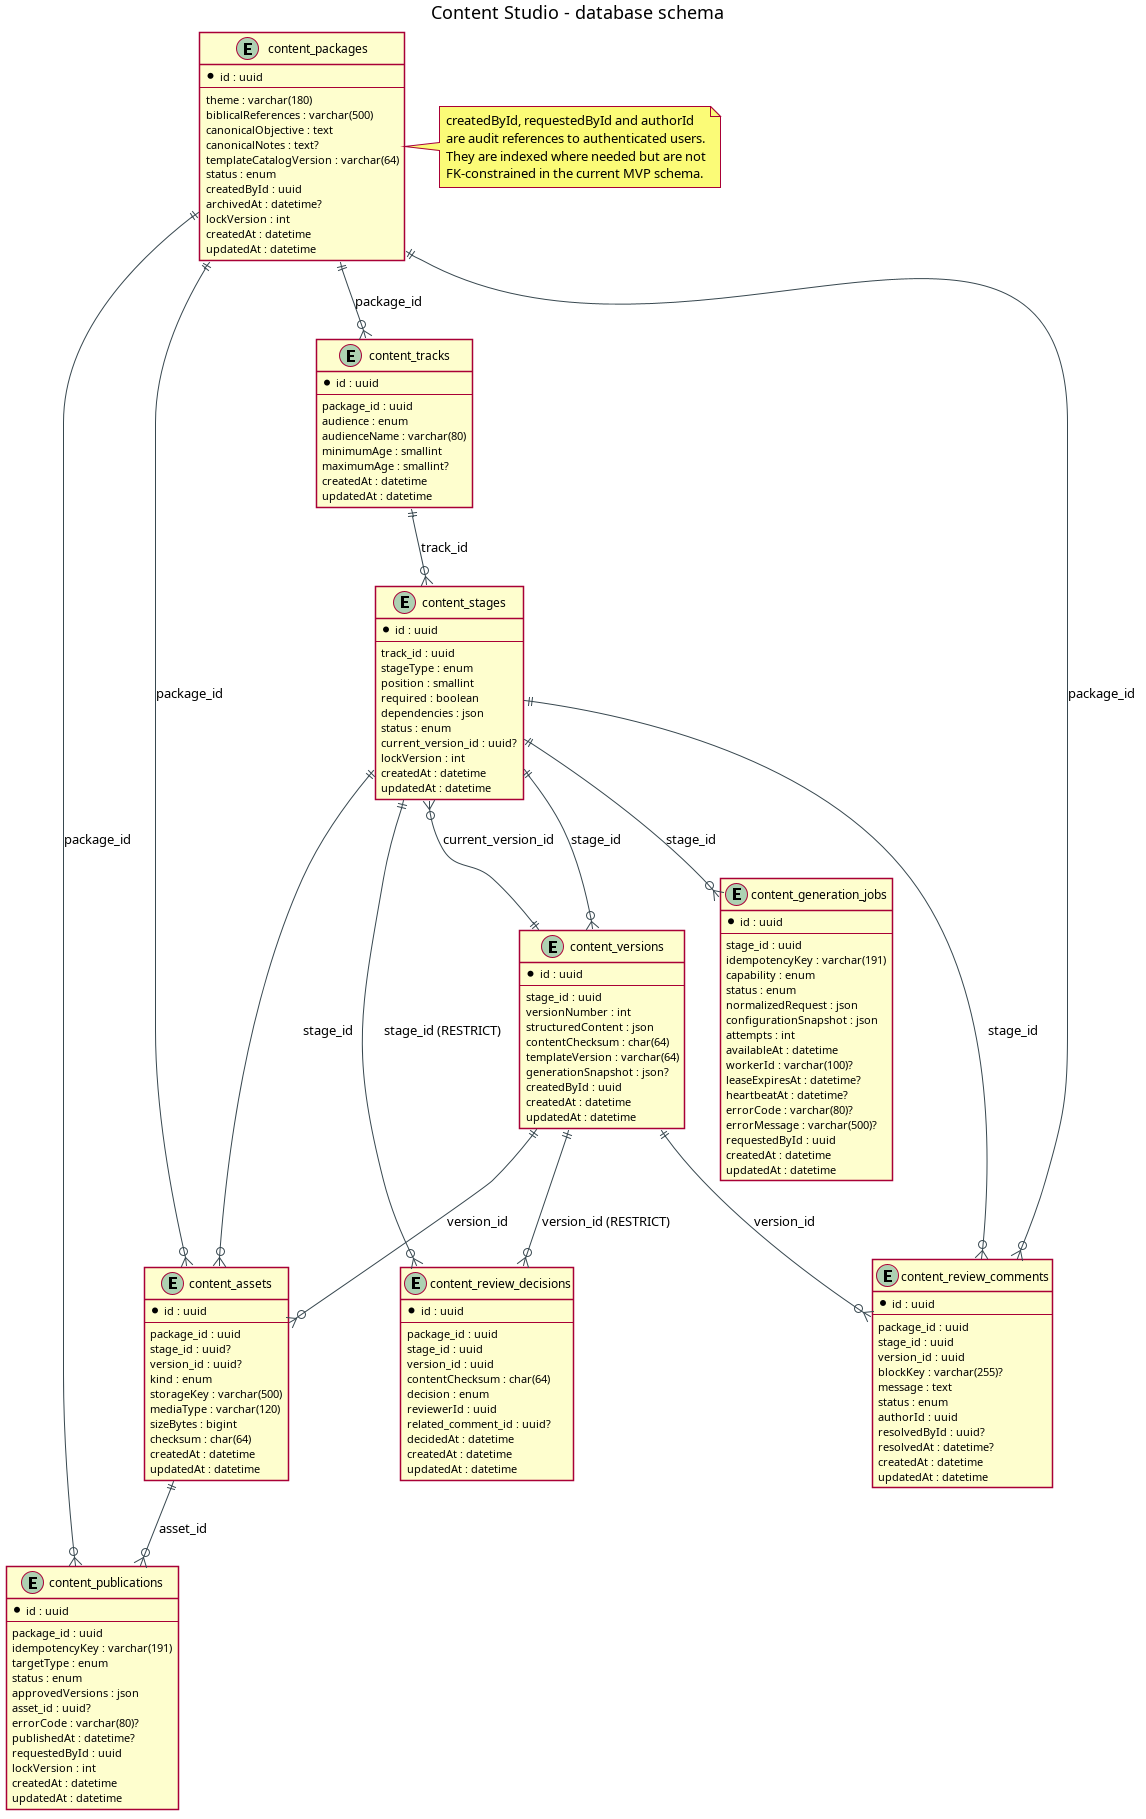 Content Studio - database schema
E content_packages
id : uuid
theme : varchar(180)
biblicalReferences : varchar(500)
canonicalObjective : text
canonicalNotes : text?
templateCatalogVersion : varchar(64)
status : enum
createdById : uuid
archivedAt : datetime?
lockVersion : int
createdAt : datetime
updatedAt : datetime
createdById, requestedById and authorId
are audit references to authenticated users.
They are indexed where needed but are not
FK-constrained in the current MVP schema.
package_id
E content_tracks
id : uuid
package_id : uuid
audience : enum
audienceName : varchar(80)
minimumAge : smallint
maximumAge : smallint?
createdAt : datetime
updatedAt : datetime
track_id
E content_stages
id : uuid
track_id : uuid
stageType : enum
position : smallint
required : boolean
dependencies : json
status : enum
current_version_id : uuid?
lockVersion : int
createdAt : datetime
updatedAt : datetime
package_id
package_id
package_id
current_version_id
stage_id
stage_id
E content_generation_jobs
id : uuid
stage_id : uuid
idempotencyKey : varchar(191)
capability : enum
status : enum
normalizedRequest : json
configurationSnapshot : json
attempts : int
availableAt : datetime
workerId : varchar(100)?
leaseExpiresAt : datetime?
heartbeatAt : datetime?
errorCode : varchar(80)?
errorMessage : varchar(500)?
requestedById : uuid
createdAt : datetime
updatedAt : datetime
E content_versions
id : uuid
stage_id : uuid
versionNumber : int
structuredContent : json
contentChecksum : char(64)
templateVersion : varchar(64)
generationSnapshot : json?
createdById : uuid
createdAt : datetime
updatedAt : datetime
stage_id
stage_id (RESTRICT)
stage_id
version_id
version_id (RESTRICT)
version_id
E content_assets
id : uuid
package_id : uuid
stage_id : uuid?
version_id : uuid?
kind : enum
storageKey : varchar(500)
mediaType : varchar(120)
sizeBytes : bigint
checksum : char(64)
createdAt : datetime
updatedAt : datetime
E content_review_decisions
id : uuid
package_id : uuid
stage_id : uuid
version_id : uuid
contentChecksum : char(64)
decision : enum
reviewerId : uuid
related_comment_id : uuid?
decidedAt : datetime
createdAt : datetime
updatedAt : datetime
E content_review_comments
id : uuid
package_id : uuid
stage_id : uuid
version_id : uuid
blockKey : varchar(255)?
message : text
status : enum
authorId : uuid
resolvedById : uuid?
resolvedAt : datetime?
createdAt : datetime
updatedAt : datetime
asset_id
E content_publications
id : uuid
package_id : uuid
idempotencyKey : varchar(191)
targetType : enum
status : enum
approvedVersions : json
asset_id : uuid?
errorCode : varchar(80)?
publishedAt : datetime?
requestedById : uuid
lockVersion : int
createdAt : datetime
updatedAt : datetime